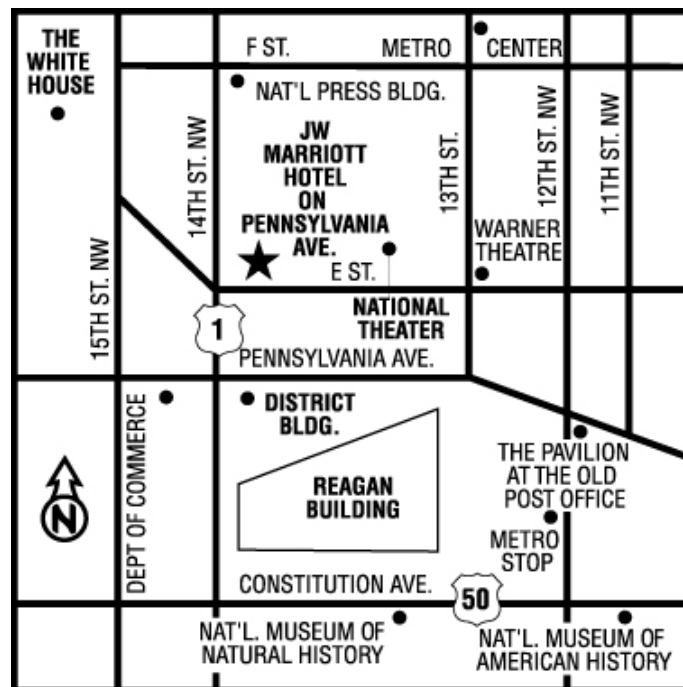 THE
WHITE
HOUSE
F ST.
METRO
CENTER
NAT'L PRESS BLDG.
14TH ST. NW
JW
MARRIOTT
HOTEL
ON
PENNSYLVANIA
AVE.
13TH ST.
12TH ST. NW
11TH ST. NW
WARNER
THEATRE
E ST.
15TH ST. NW
1
NATIONAL
THEATER
PENNSYLVANIA AVE.
DEPT OF COMMERCE
DISTRICT
BLDG.
REAGAN
BUILDING
THE PAVILION
AT THE OLD
POST OFFICE
N
METRO
STOP
CONSTITUTION AVE.
50
NAT'L. MUSEUM OF
NATURAL HISTORY
NAT'L. MUSEUM OF
AMERICAN HISTORY